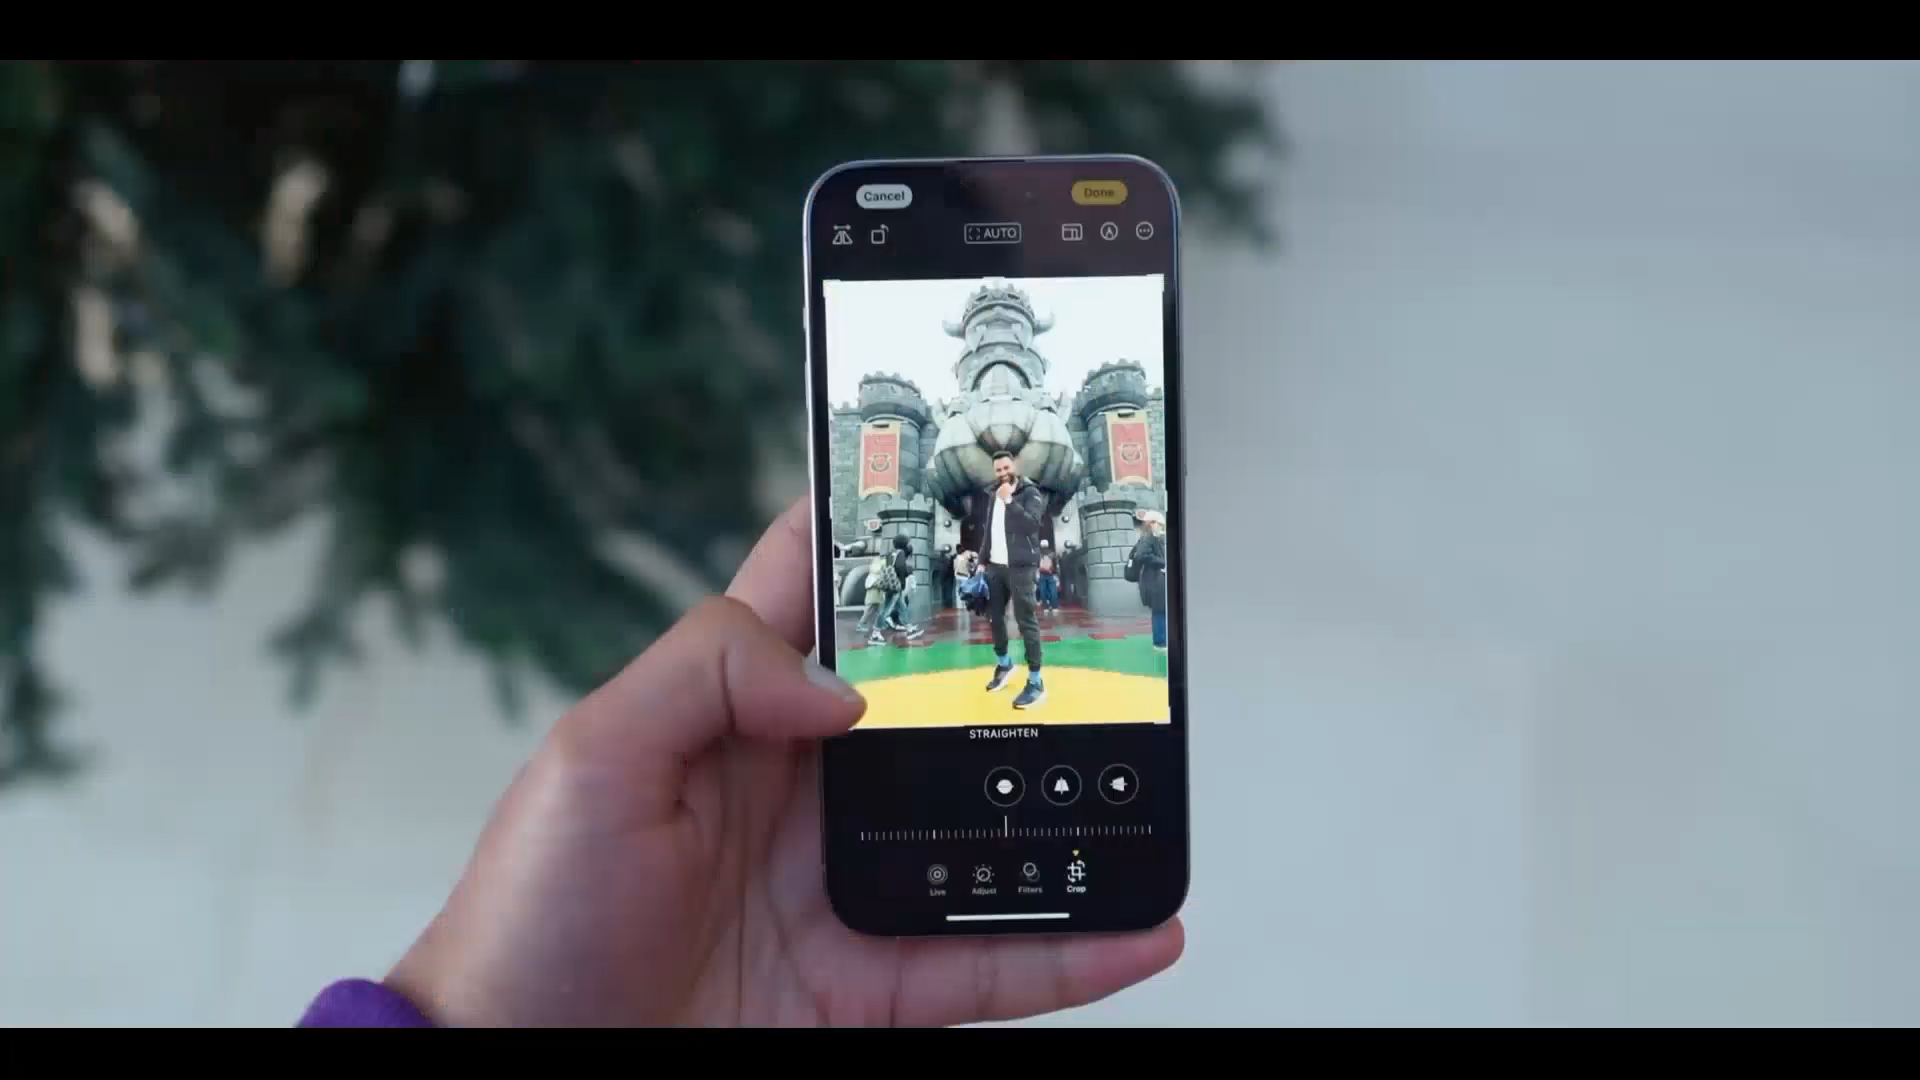 Cancel
Done
AUTO
STRAIGHTEN
Live
Adjust
Filters
Crop